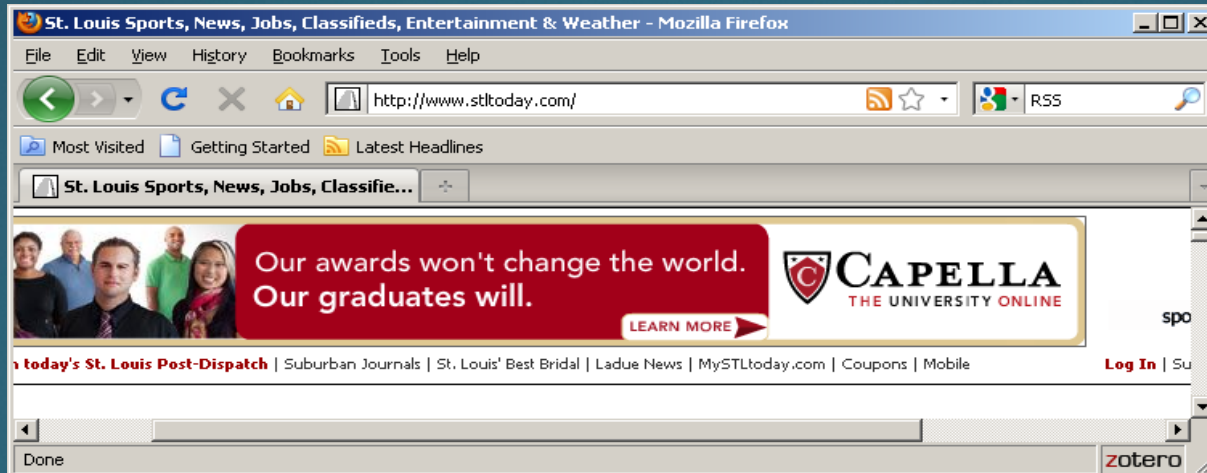 St. Louis Sports, News, Jobs, Classifieds, Entertainment & Weather - Mozilla Firefox
File Edit View History Bookmarks Tools Help
http://www.stltoday.com/ RSS
Most Visited Getting Started Latest Headlines
St. Louis Sports, News, Jobs, Classifie...
Our awards won't change the world.
Our graduates will.
LEARN MORE
CAPELLA
THE UNIVERSITY ONLINE
spo
n today's St. Louis Post-Dispatch | Suburban Journals | St. Louis' Best Bridal | Ladue News | MySTLtoday.com | Coupons | Mobile Log In | Su
Done zotero